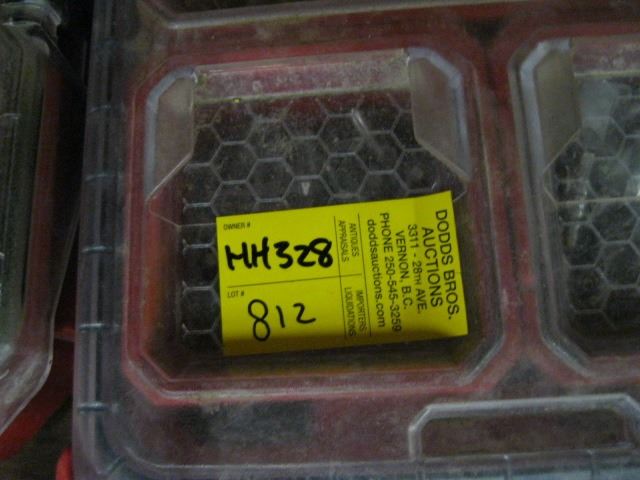 OWNER #
MH328
LOT #
812
ANTIQUES
APPRAISALS
IMPORTERS
LIQUIDATIONS
DODDS BROS.
AUCTIONS
3311 - 28TH AVE.
VERNON, B.C.
PHONE 250-545-3259
doddsauctions.com